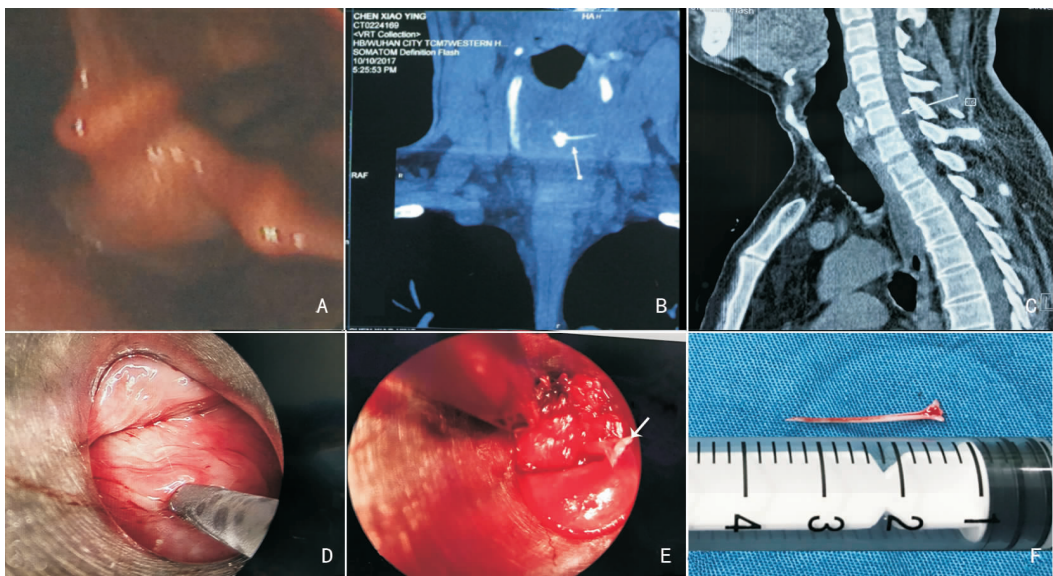 A
CHEN XIAO YING
CT0224169
<VRT Collection>
HB/WUHAN CITY TCM7WESTERN H...
SOMATOM Definition Flash
10/10/2017
5:25:53 PM
RAF
B
Flash
C
D
E
4 3 2 1
F